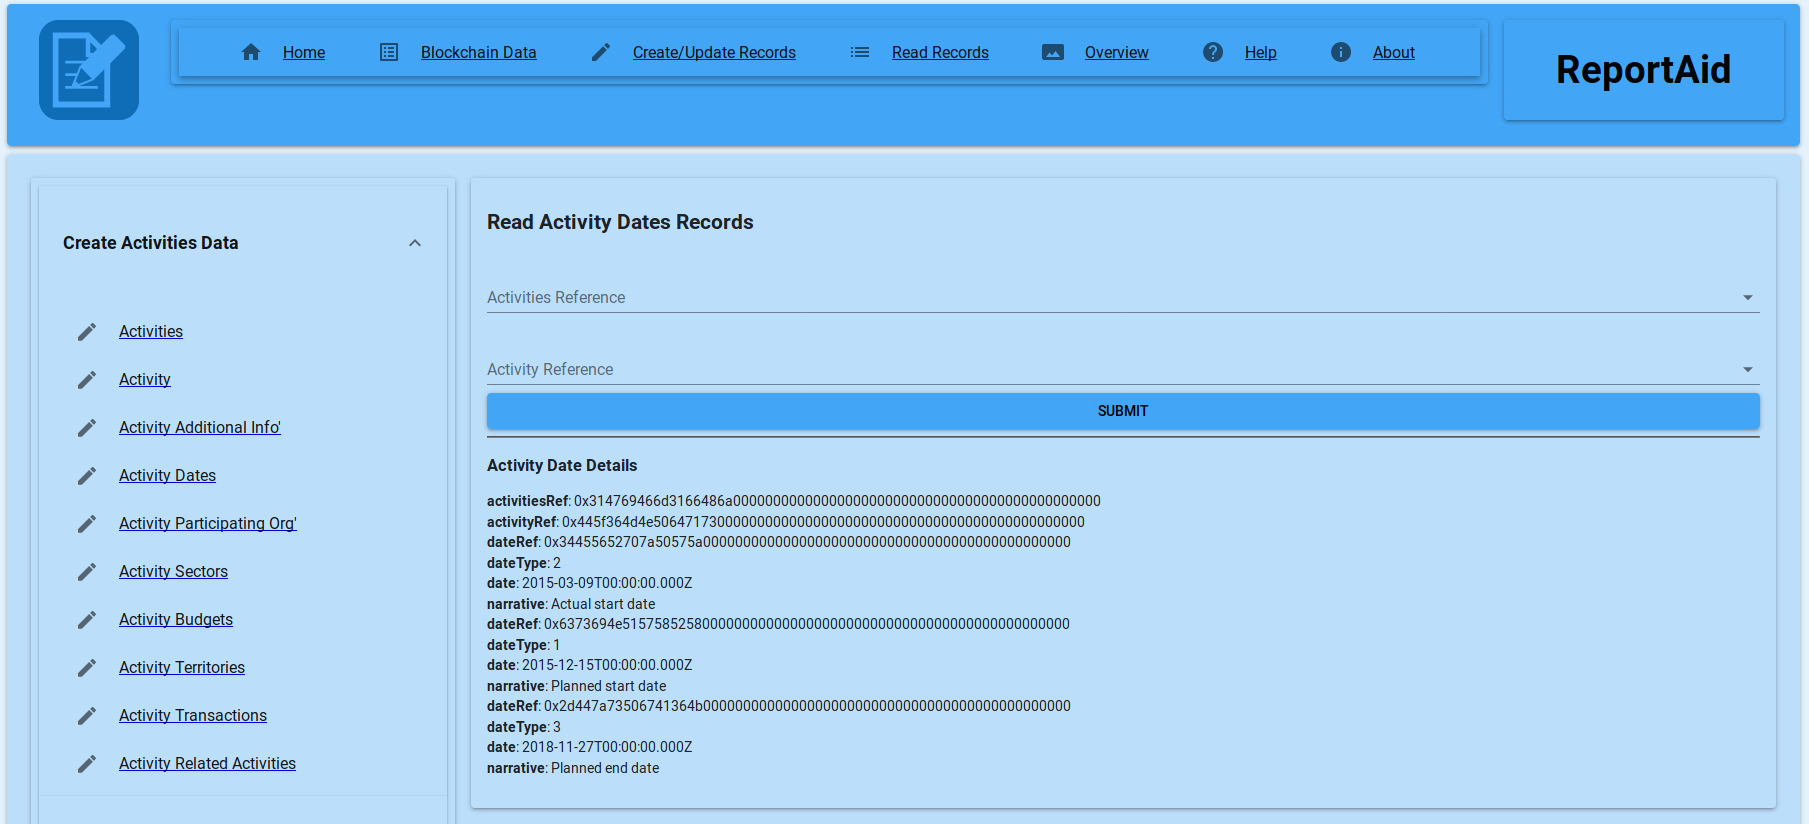 Home
Blockchain Data
Create/Update Records
Read Records
Overview
Help
About
ReportAid
Create Activities Data
Activities
Activity
Activity Additional Info'
Activity Dates
Activity Participating Org'
Activity Sectors
Activity Budgets
Activity Territories
Activity Transactions
Activity Related Activities
Read Activity Dates Records
Activities Reference
Activity Reference
SUBMIT
Activity Date Details
activitiesRef: 0x314769466d3166486a0000000000000000000000000000000000000000000000
activityRef: 0x445f364d4e506471730000000000000000000000000000000000000000000000
dateRef: 0x34455652707a50575a0000000000000000000000000000000000000000000000
dateType: 2
date: 2015-03-09T00:00:00.000Z
narrative: Actual start date
dateRef: 0x6373694e51575852580000000000000000000000000000000000000000000000
dateType: 1
date: 2015-12-15T00:00:00.000Z
narrative: Planned start date
dateRef: 0x2d447a73506741364b0000000000000000000000000000000000000000000000
dateType: 3
date: 2018-11-27T00:00:00.000Z
narrative: Planned end date